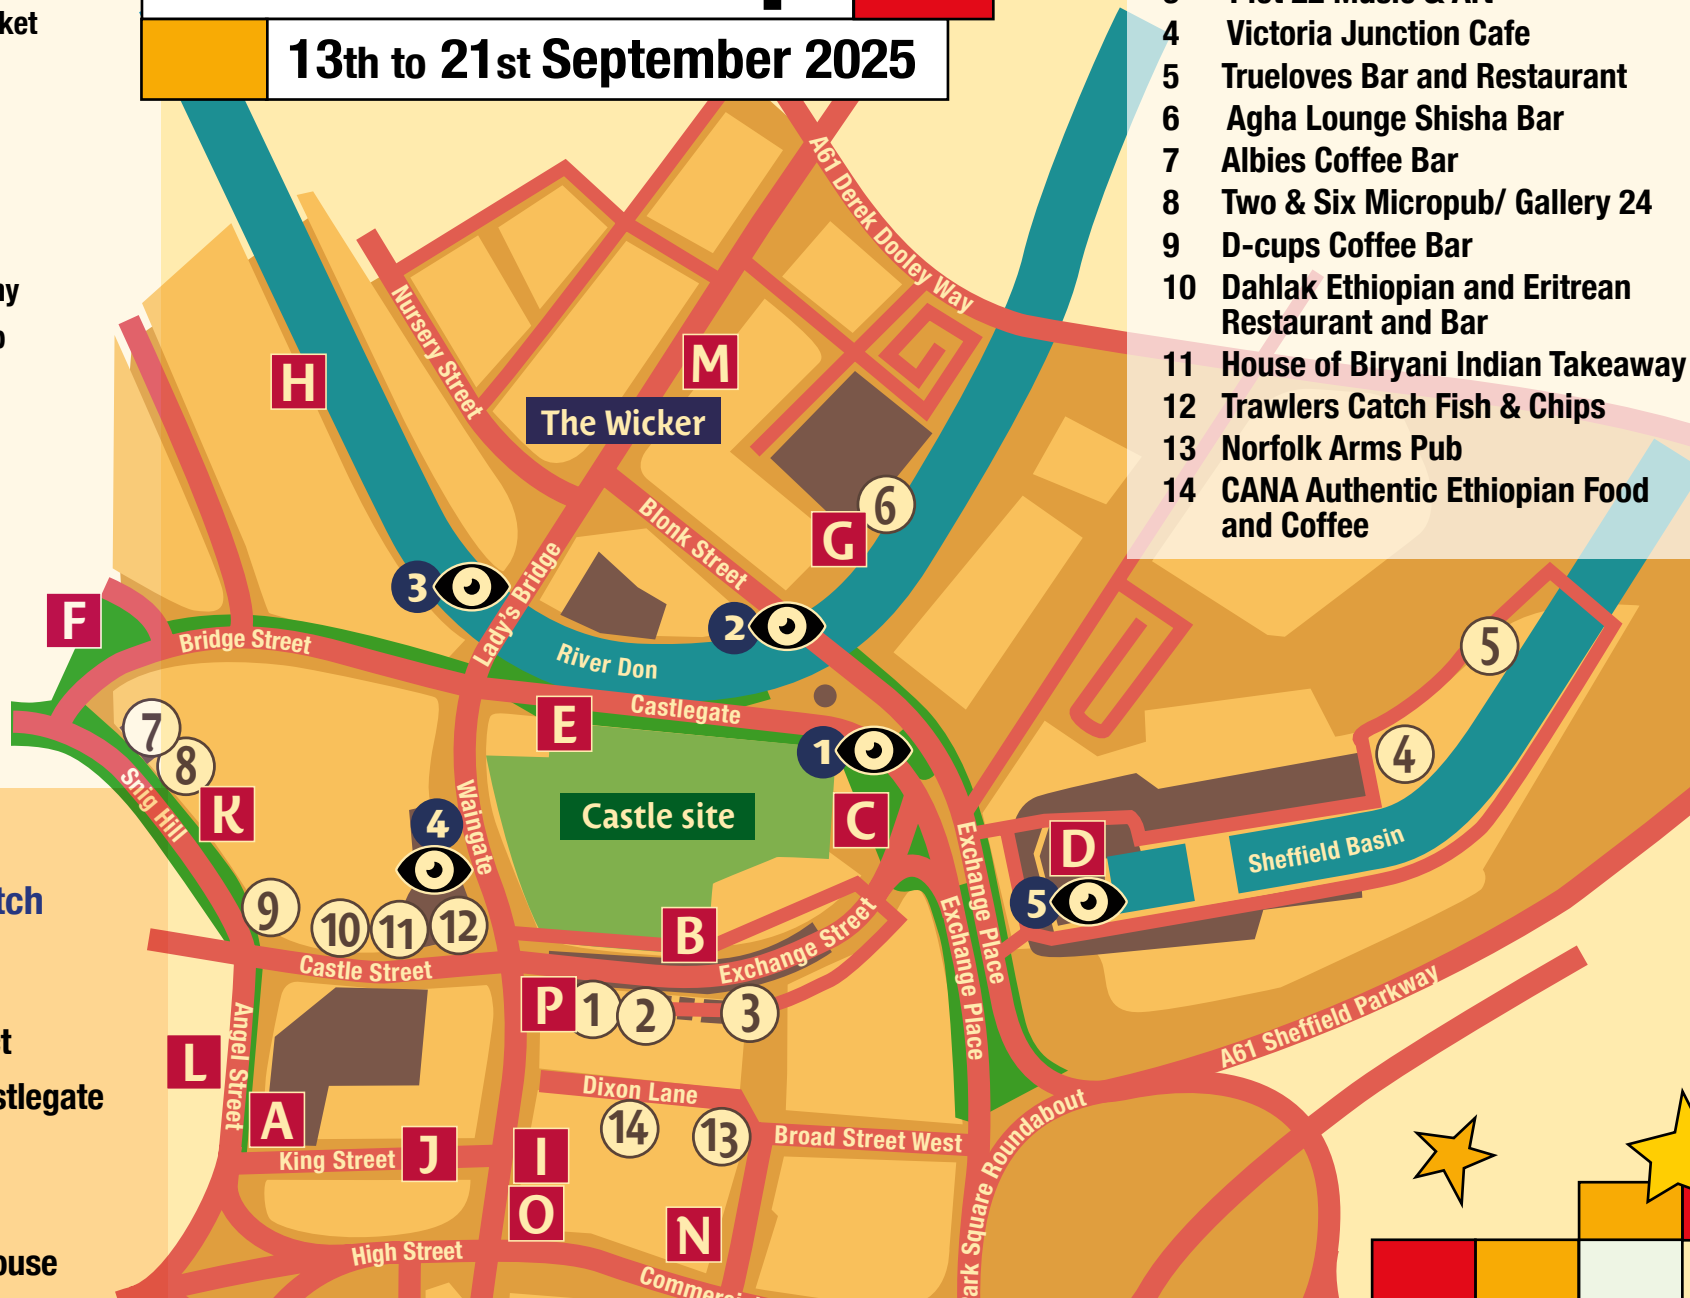 ket
13th to 21st September 2025
4 Victoria Junction Cafe
5 Trueloves Bar and Restaurant
6 Agha Lounge Shisha Bar
7 Albies Coffee Bar
8 Two & Six Micropub/ Gallery 24
9 D-cups Coffee Bar
10 Dahlak Ethiopian and Eritrean
Restaurant and Bar
11 House of Biryani Indian Takeaway
12 Trawlers Catch Fish & Chips
13 Norfolk Arms Pub
14 CANA Authentic Ethiopian Food
and Coffee
A61 Derek Dooley Way
Nursery Street
H
M
The Wicker
Blonk Street
6
G
3
Lady's Bridge
2
F
Bridge Street
River Don
5
E
Castlegate
1
4
7
8
Snig Hill
K
Waingate
4
Castle site
C
Exchange Place
D
Sheffield Basin
5
tch
9
10
11
12
B
Exchange Street
Exchange Place
Castle Street
P
1
2
3
A61 Sheffield Parkway
Angel Street
L
t
stlegate
A
Dixon Lane
14
13
Broad Street West
King Street
J
I
O
N
Park Square Roundabout
High Street
ouse